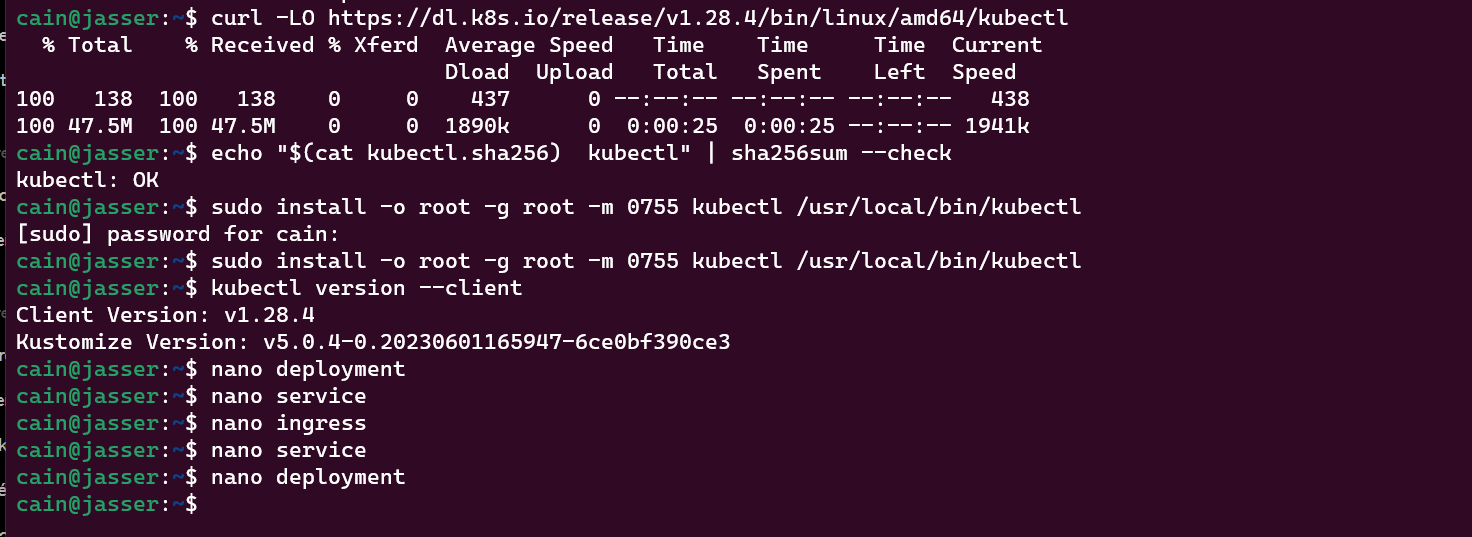 cain@jasser:~$ curl -LO https://dl.k8s.io/release/v1.28.4/bin/linux/amd64/kubectl
  % Total    % Received % Xferd  Average Speed   Time    Time     Time  Current
                                 Dload  Upload   Total   Spent    Left  Speed
100   138  100   138    0     0    437      0 --:--:-- --:--:-- --:--:--   438
100 47.5M  100 47.5M    0     0  1890k      0  0:00:25  0:00:25 --:--:-- 1941k
cain@jasser:~$ echo "$(cat kubectl.sha256)  kubectl" | sha256sum --check
kubectl: OK
cain@jasser:~$ sudo install -o root -g root -m 0755 kubectl /usr/local/bin/kubectl
[sudo] password for cain:
cain@jasser:~$ sudo install -o root -g root -m 0755 kubectl /usr/local/bin/kubectl
cain@jasser:~$ kubectl version --client
Client Version: v1.28.4
Kustomize Version: v5.0.4-0.20230601165947-6ce0bf390ce3
cain@jasser:~$ nano deployment
cain@jasser:~$ nano service
cain@jasser:~$ nano ingress
cain@jasser:~$ nano service
cain@jasser:~$ nano deployment
cain@jasser:~$